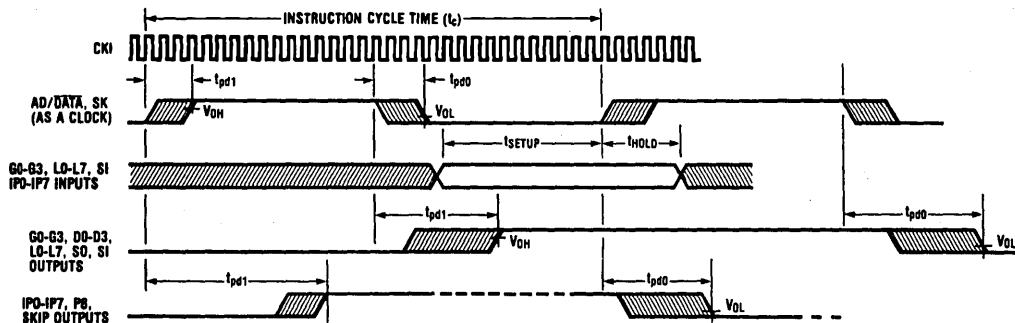 INSTRUCTION CYCLE TIME (tc)
CKI
tpd1
tpd0
AD/DATA, SK
(AS A CLOCK)
VOH
VOL
tSETUP
tHOLD
G0-G3, L0-L7, SI
IP0-IP7 INPUTS
tpd1
tpd0
G0-G3, D0-D3,
L0-L7, SO, SI
OUTPUTS
VOH
VOL
tpd1
tpd0
IP0-IP7, P8,
SKIP OUTPUTS
VOL